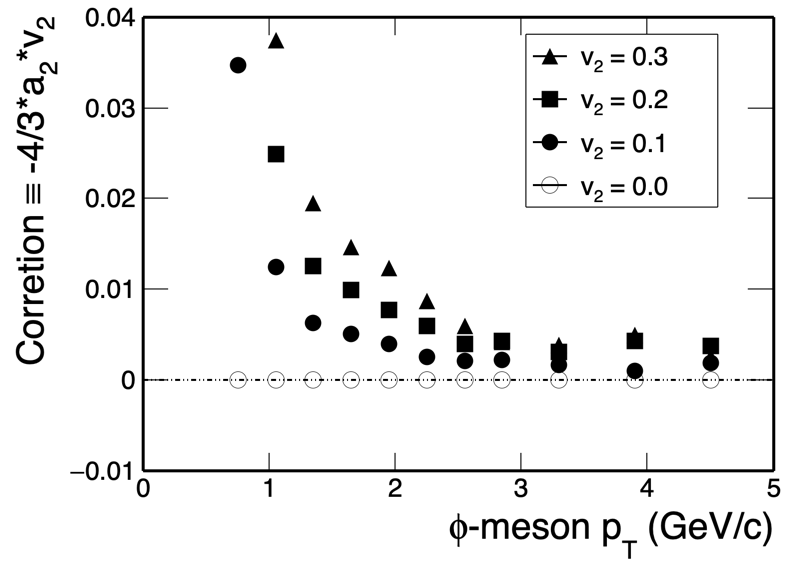 Corretion ≡ -4/3*a₂*v₂
0.04
0.03
0.02
0.01
0
−0.01
v₂ = 0.3
v₂ = 0.2
v₂ = 0.1
v₂ = 0.0
0 1 2 3 4 5
ϕ-meson p_T (GeV/c)